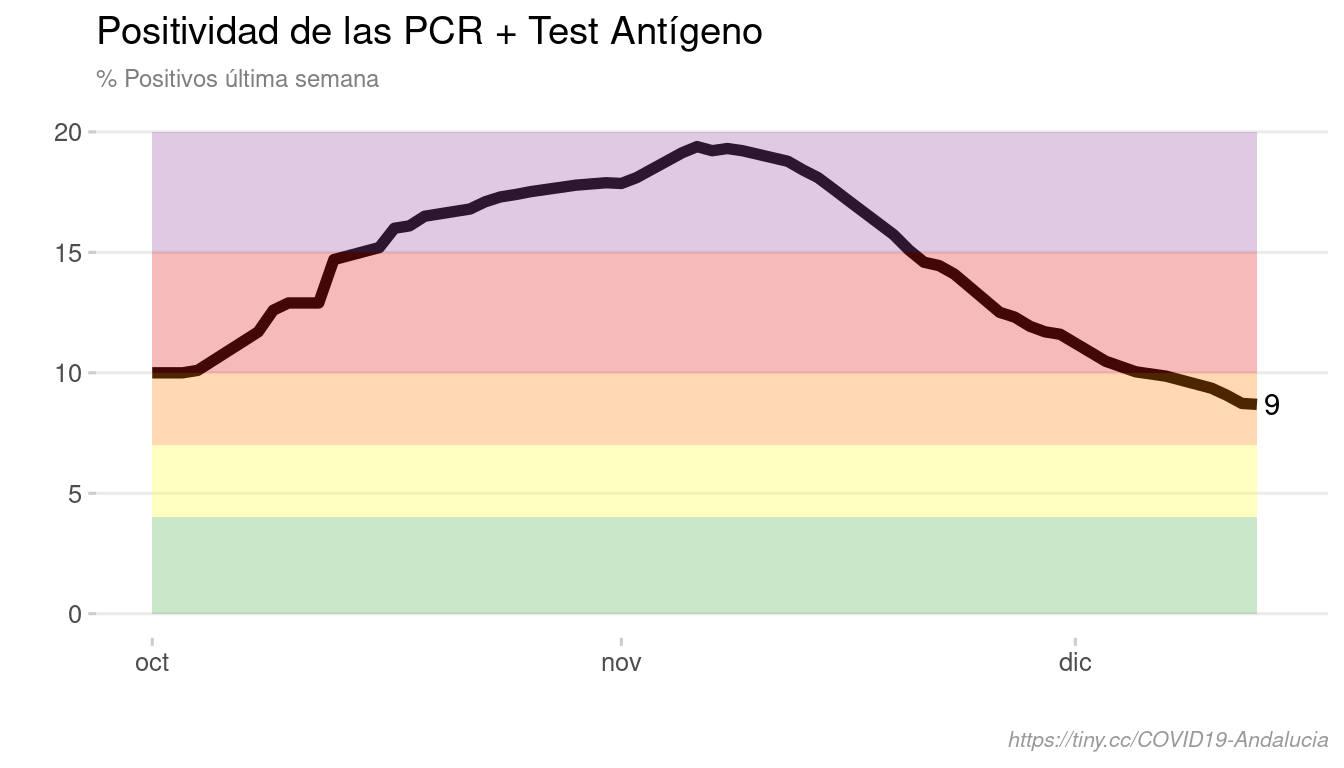 Positividad de las PCR + Test Antígeno
% Positivos última semana
20
15
10
9
5
0
oct nov dic
https://tiny.cc/COVID19-Andalucia